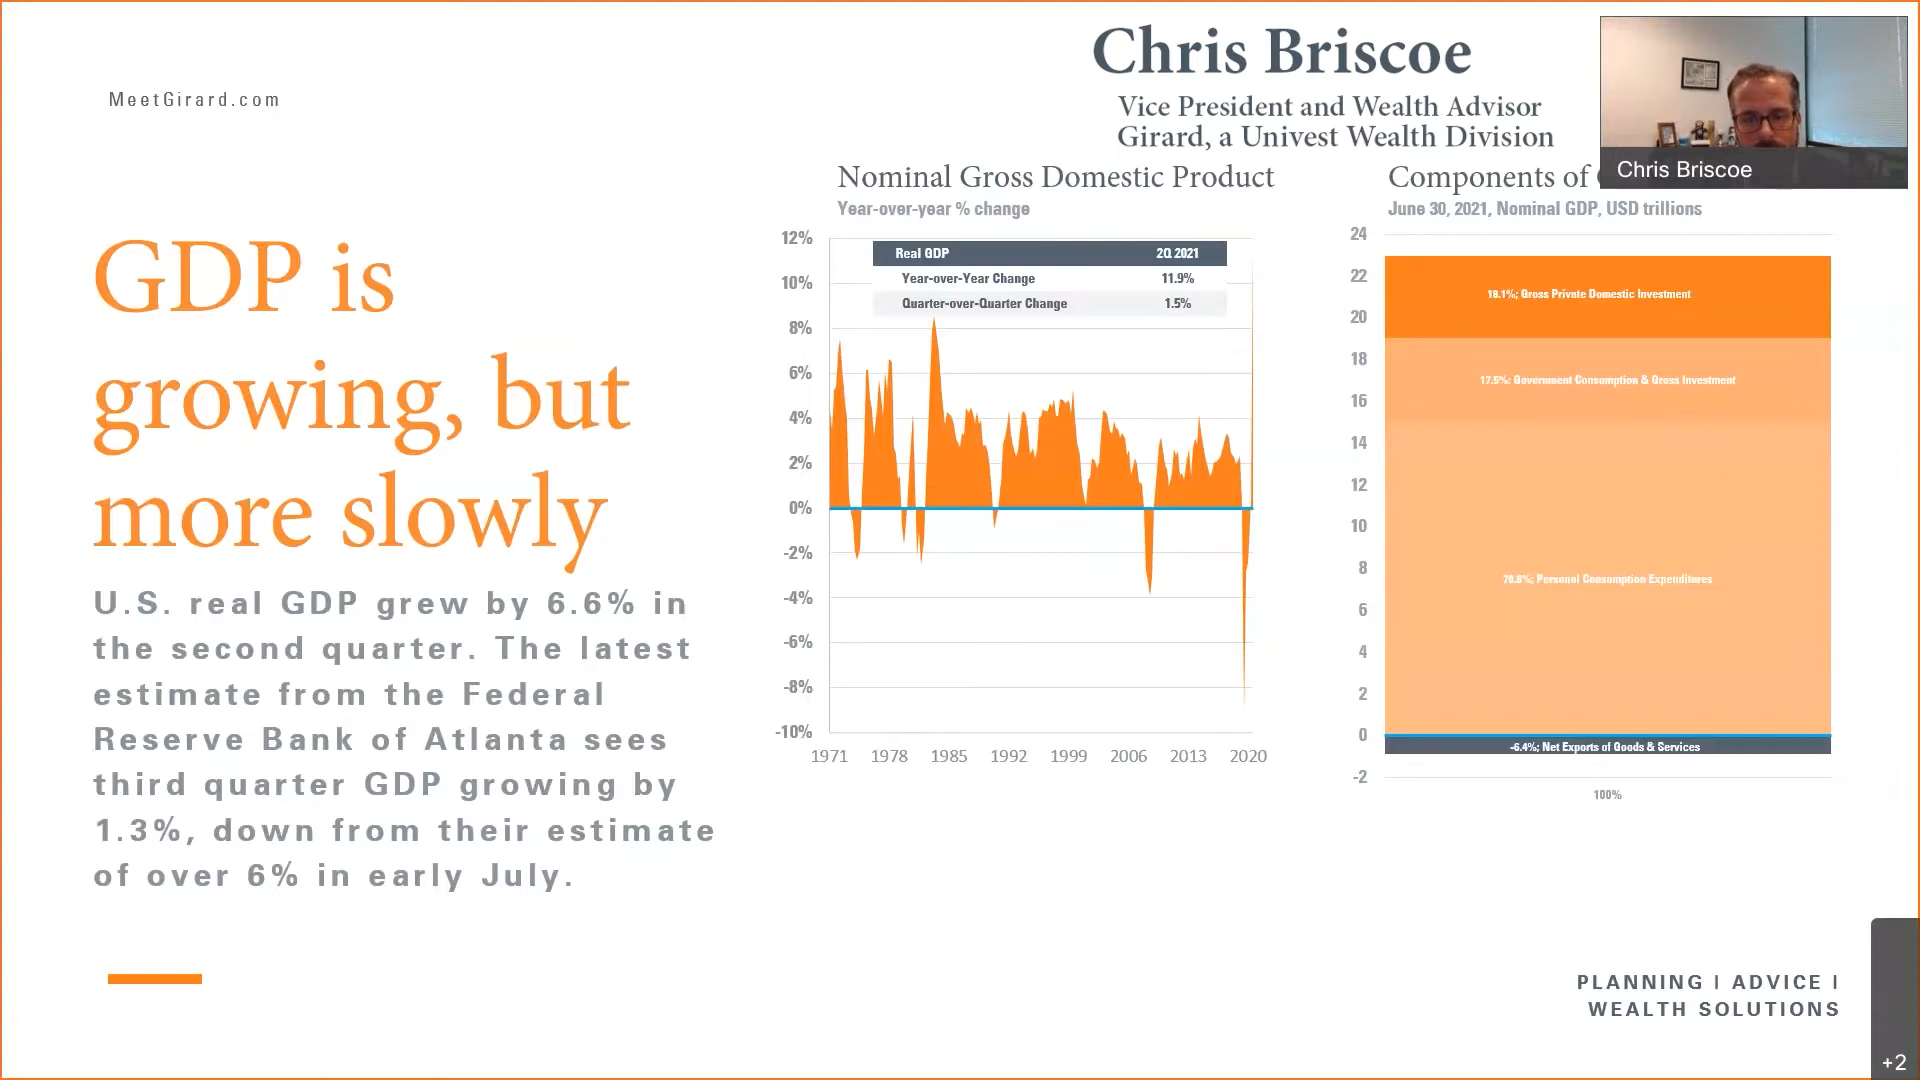 MeetGirard.com
Chris Briscoe
Vice President and Wealth Advisor
Girard, a Univest Wealth Division
Chris Briscoe
GDP is
growing, but
more slowly
U.S. real GDP grew by 6.6% in
the second quarter. The latest
estimate from the Federal
Reserve Bank of Atlanta sees
third quarter GDP growing by
1.3%, down from their estimate
of over 6% in early July.
Nominal Gross Domestic Product
Year-over-year % change
12%
10%
8%
6%
4%
2%
0%
-2%
-4%
-6%
-8%
-10%
Real GDP 2Q 2021
Year-over-Year Change 11.9%
Quarter-over-Quarter Change 1.5%
1971 1978 1985 1992 1999 2006 2013 2020
Components of
June 30, 2021, Nominal GDP, USD trillions
24
22
20
18
16
14
12
10
8
6
4
2
0
-2
18.1%; Gross Private Domestic Investment
17.5%; Government Consumption & Gross Investment
70.8%; Personal Consumption Expenditures
-6.4%; Net Exports of Goods & Services
100%
PLANNING | ADVICE |
WEALTH SOLUTIONS
+2